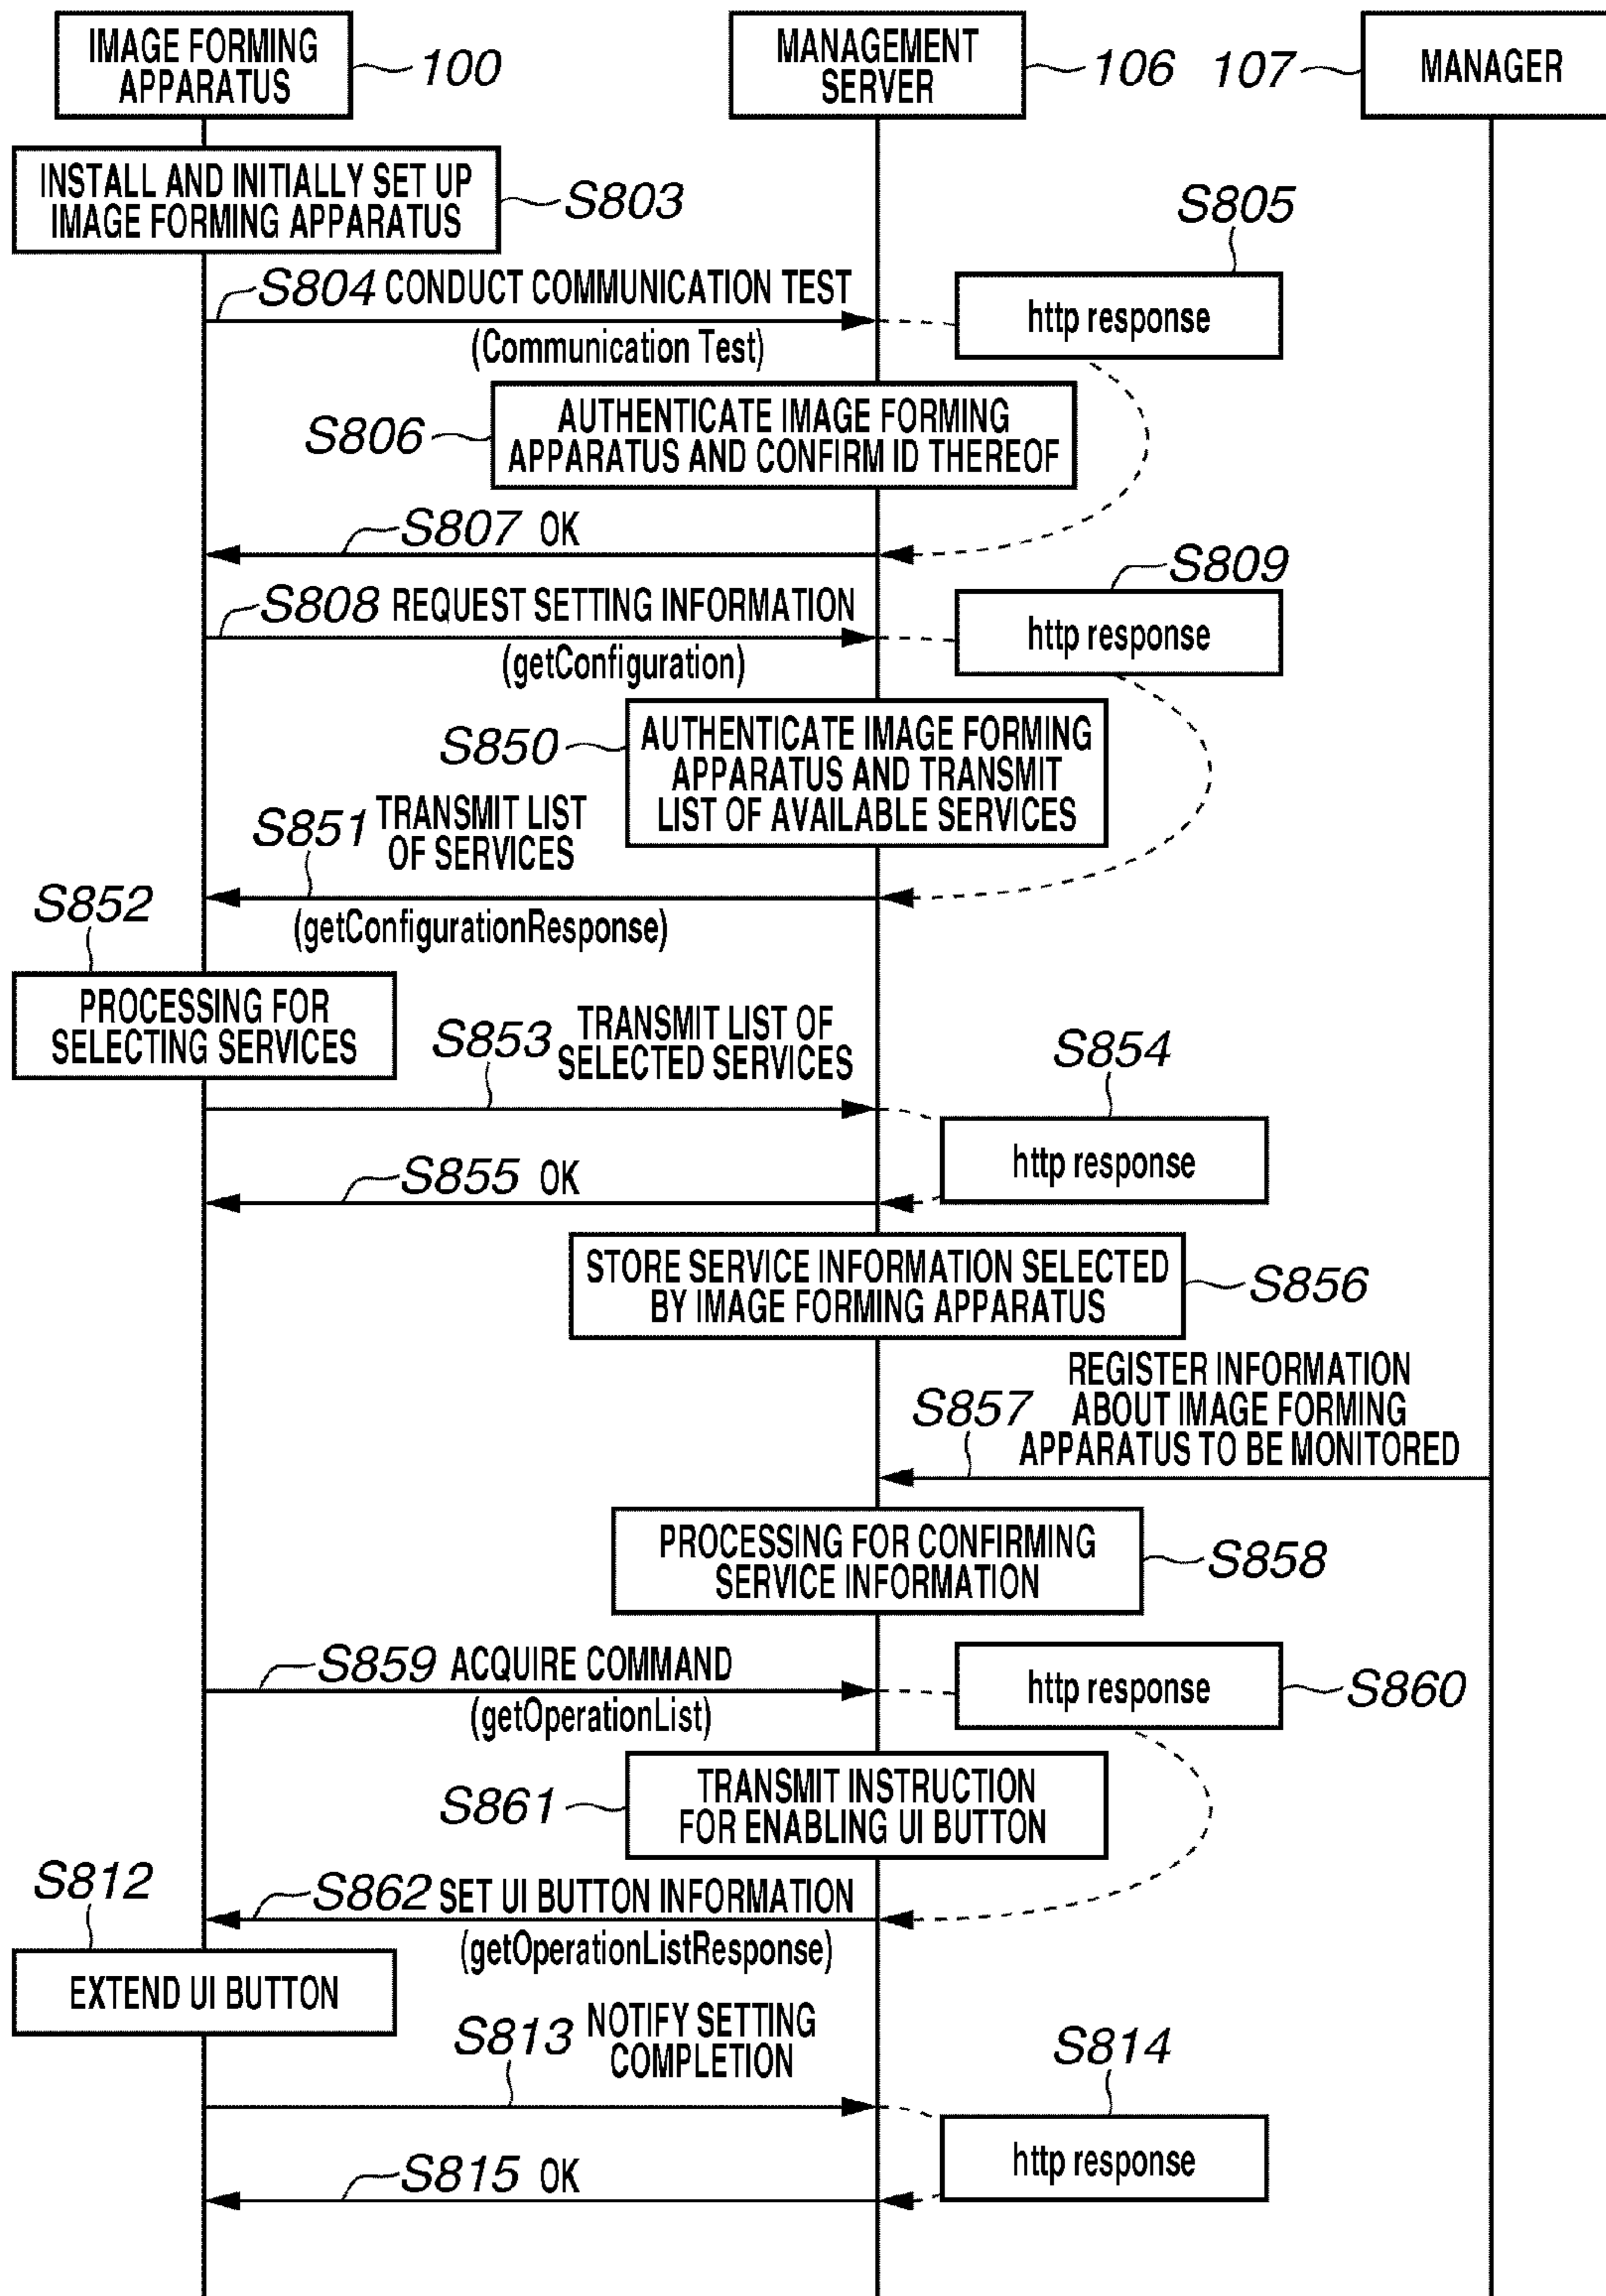 IMAGE FORMING
APPARATUS
100
MANAGEMENT
SERVER
106
107
MANAGER
INSTALL AND INITIALLY SET UP
IMAGE FORMING APPARATUS
S803
S805
S804 CONDUCT COMMUNICATION TEST
(Communication Test)
http response
S806
AUTHENTICATE IMAGE FORMING
APPARATUS AND CONFIRM ID THEREOF
S807 OK
S809
S808 REQUEST SETTING INFORMATION
(getConfiguration)
http response
S850
AUTHENTICATE IMAGE FORMING
APPARATUS AND TRANSMIT
LIST OF AVAILABLE SERVICES
S851
TRANSMIT LIST
OF SERVICES
(getConfigurationResponse)
S852
PROCESSING FOR
SELECTING SERVICES
S853
TRANSMIT LIST OF
SELECTED SERVICES
S854
http response
S855 OK
STORE SERVICE INFORMATION SELECTED
BY IMAGE FORMING APPARATUS
S856
S857
REGISTER INFORMATION
ABOUT IMAGE FORMING
APPARATUS TO BE MONITORED
PROCESSING FOR CONFIRMING
SERVICE INFORMATION
S858
S859 ACQUIRE COMMAND
(getOperationList)
http response
S860
S861
TRANSMIT INSTRUCTION
FOR ENABLING UI BUTTON
S812
S862 SET UI BUTTON INFORMATION
(getOperationListResponse)
EXTEND UI BUTTON
S813
NOTIFY SETTING
COMPLETION
S814
http response
S815 OK